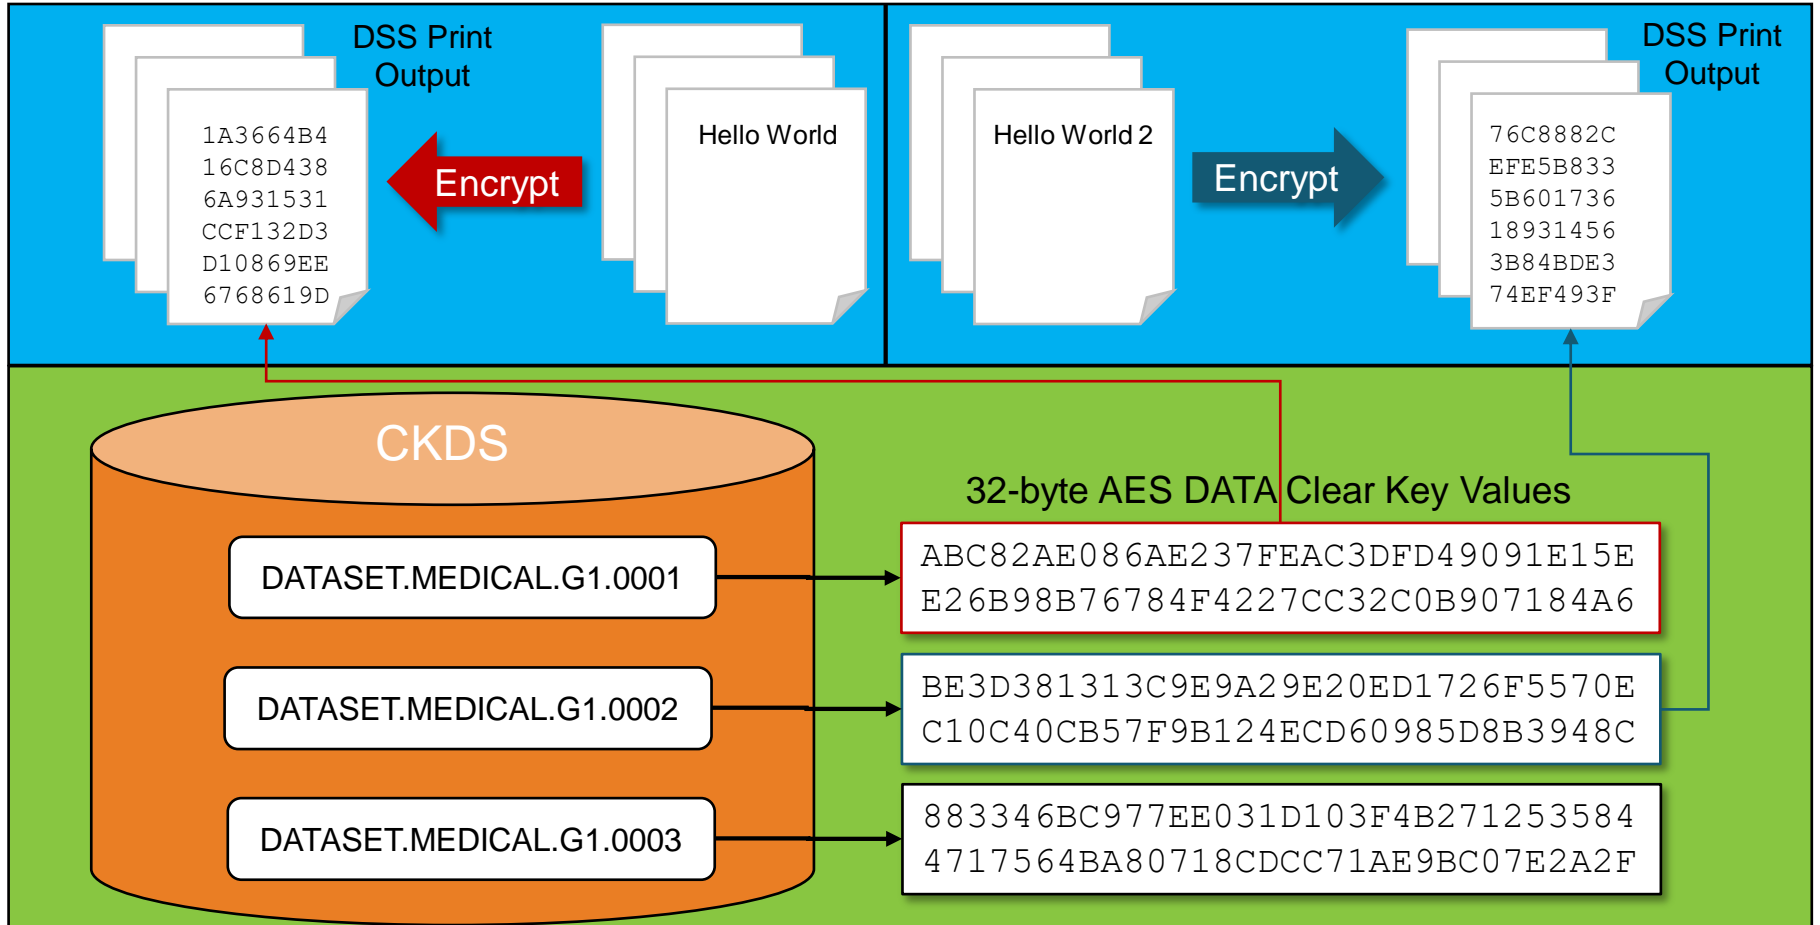 DSS Print
Output
1A3664B4
16C8D438
6A931531
CCF132D3
D10869EE
6768619D
Encrypt
Hello World
Hello World 2
Encrypt
DSS Print
Output
76C8882C
EFE5B833
5B601736
18931456
3B84BDE3
74EF493F
CKDS
32-byte AES DATA Clear Key Values
DATASET.MEDICAL.G1.0001
ABC82AE086AE237FEAC3DFD49091E15E
E26B98B76784F4227CC32C0B907184A6
DATASET.MEDICAL.G1.0002
BE3D381313C9E9A29E20ED1726F5570E
C10C40CB57F9B124ECD60985D8B3948C
DATASET.MEDICAL.G1.0003
883346BC977EE031D103F4B271253584
4717564BA80718CDCC71AE9BC07E2A2F